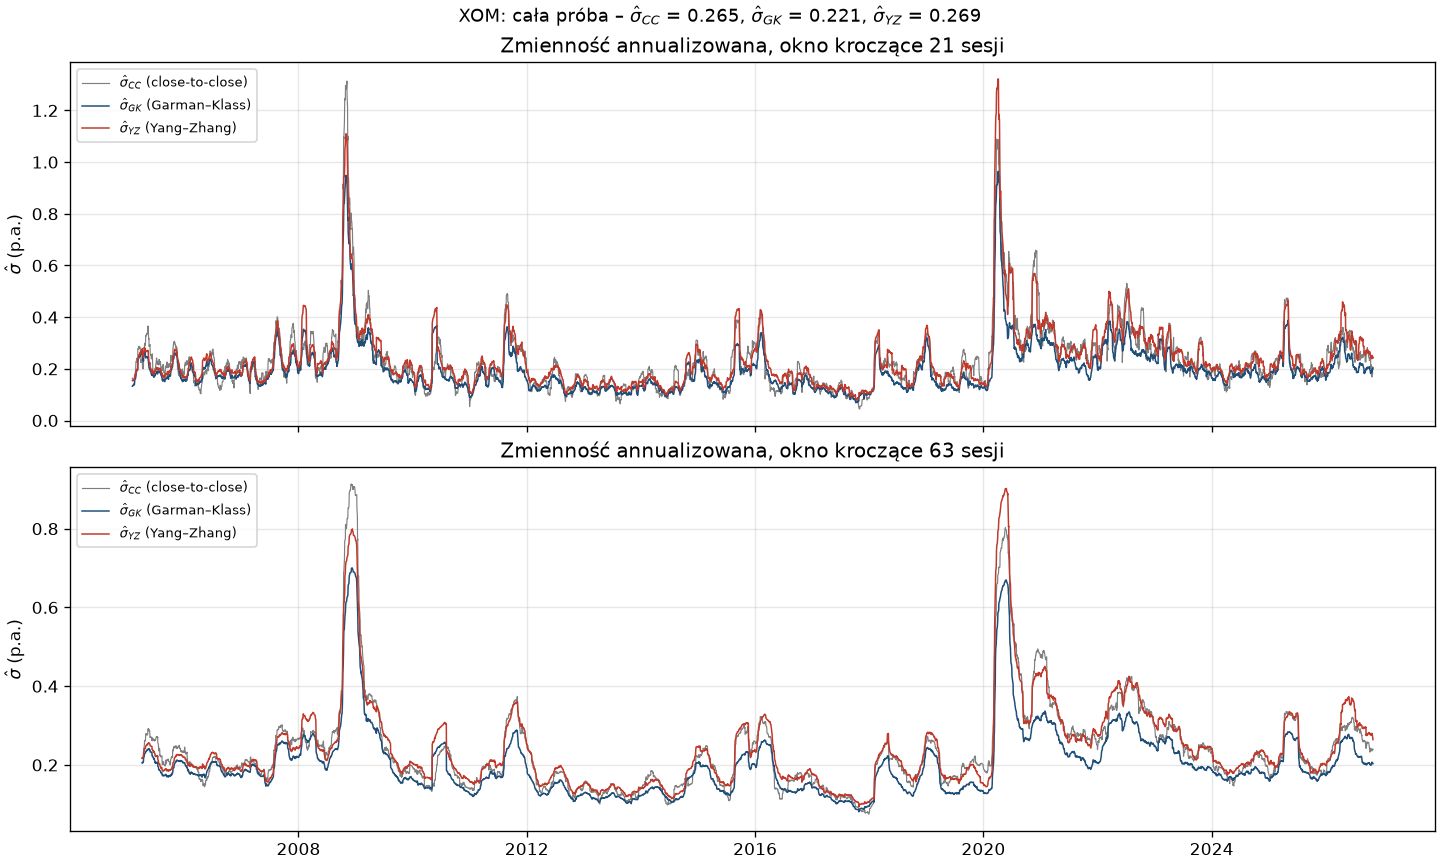 XOM: cała próba – σ̂CC = 0.265, σ̂GK = 0.221, σ̂YZ = 0.269
Zmienność annualizowana, okno kroczące 21 sesji
σ̂CC (close-to-close)
σ̂GK (Garman–Klass)
σ̂YZ (Yang–Zhang)
σ̂ (p.a.)
1.2
1.0
0.8
0.6
0.4
0.2
0.0
Zmienność annualizowana, okno kroczące 63 sesji
σ̂CC (close-to-close)
σ̂GK (Garman–Klass)
σ̂YZ (Yang–Zhang)
σ̂ (p.a.)
0.8
0.6
0.4
0.2
2008 2012 2016 2020 2024